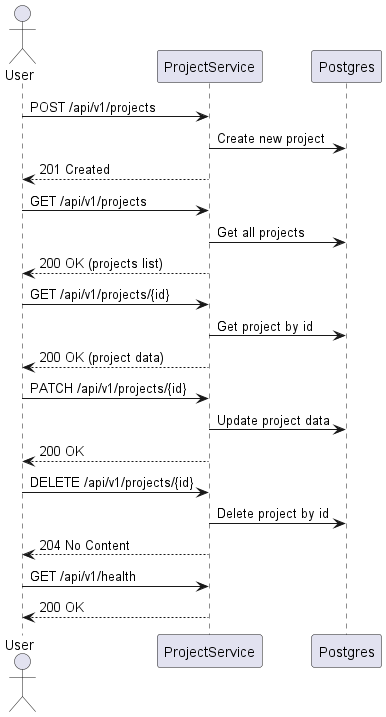 User
ProjectService
Postgres
POST /api/v1/projects
Create new project
201 Created
GET /api/v1/projects
Get all projects
200 OK (projects list)
GET /api/v1/projects/{id}
Get project by id
200 OK (project data)
PATCH /api/v1/projects/{id}
Update project data
200 OK
DELETE /api/v1/projects/{id}
Delete project by id
204 No Content
GET /api/v1/health
200 OK
User
ProjectService
Postgres